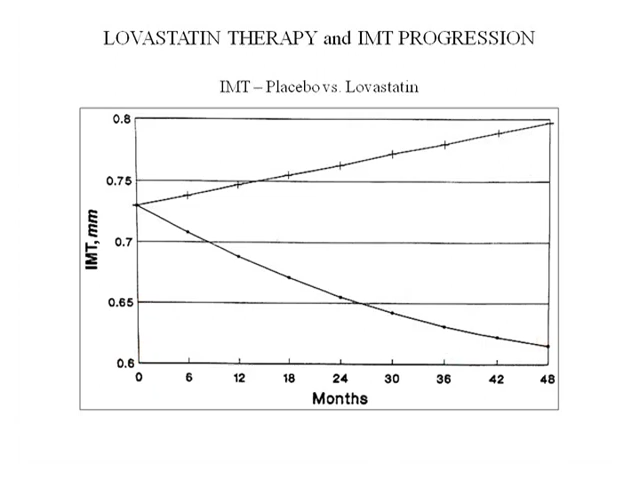 LOVASTATIN THERAPY and IMT PROGRESSION
IMT – Placebo vs. Lovastatin
0.8
0.75
0.7
0.65
0.6
IMT, mm
0 6 12 18 24 30 36 42 48
Months